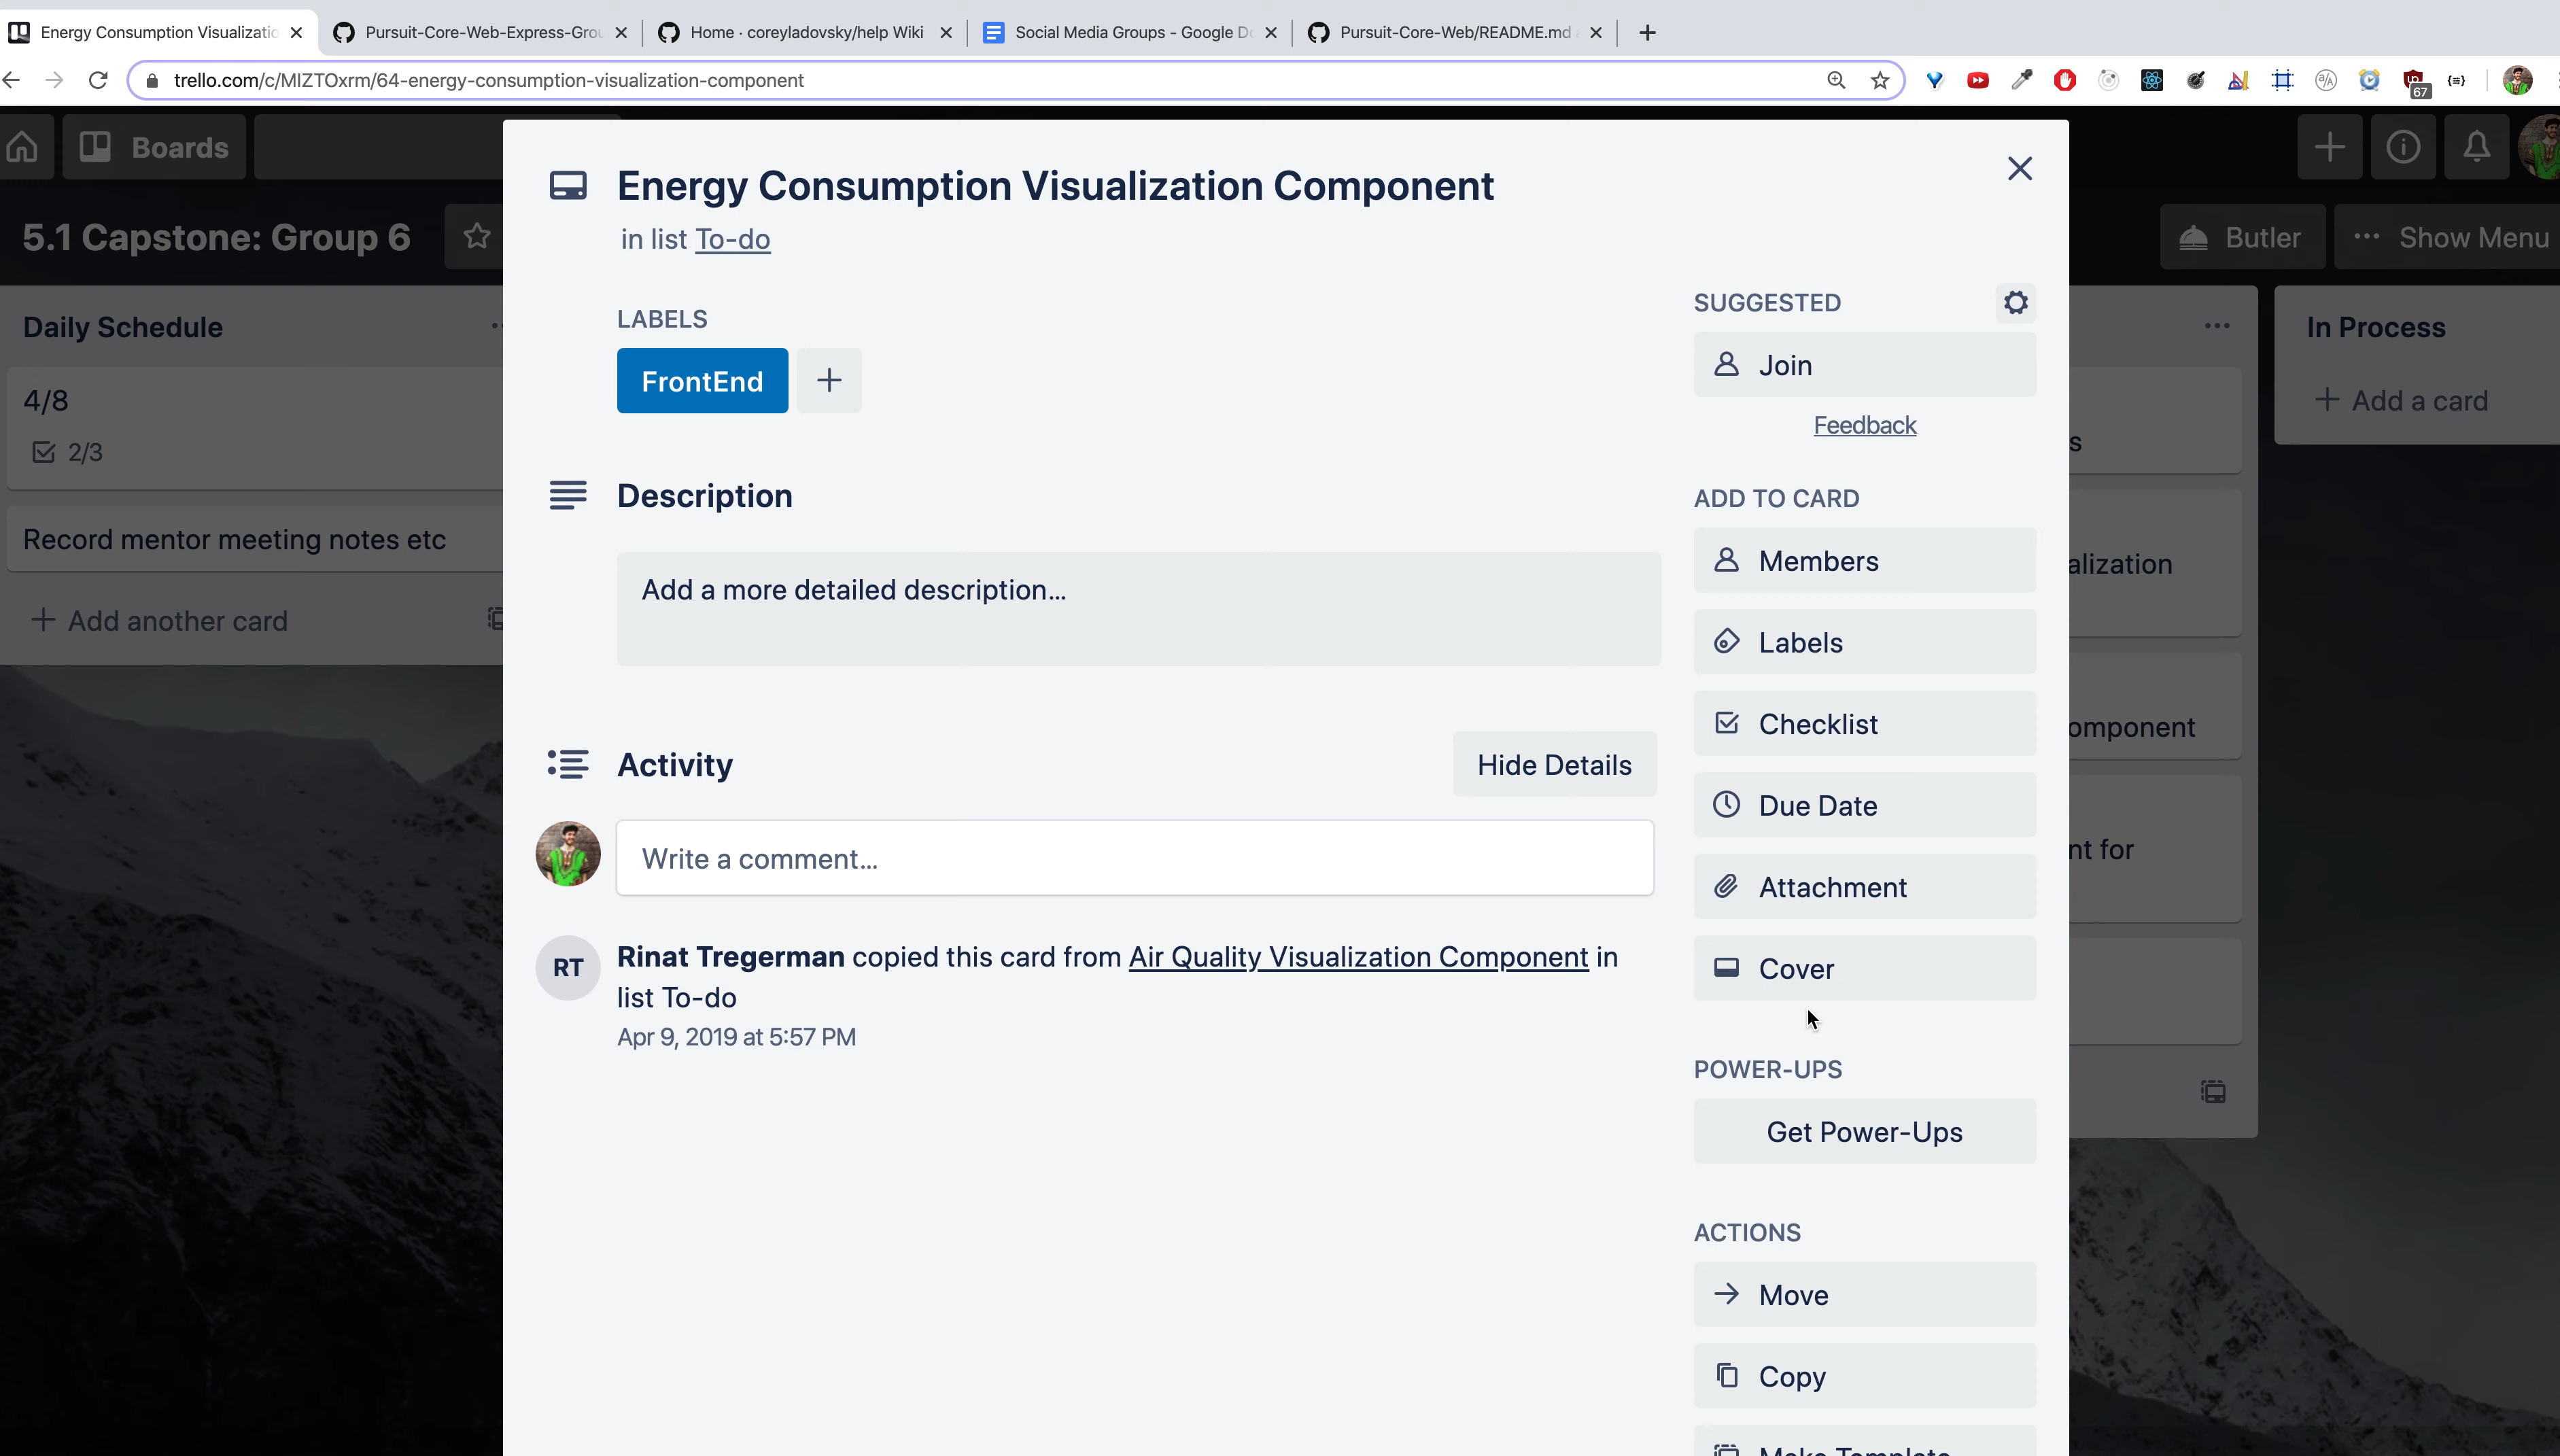 Energy Consumption Visualizatio
Pursuit-Core-Web-Express-Grou
Home · coreyladovsky/help Wiki
Social Media Groups - Google D
Pursuit-Core-Web/README.md
trello.com/c/MIZTOxrm/64-energy-consumption-visualization-component
67
Boards
5.1 Capstone: Group 6
Butler
Show Menu
Daily Schedule
4/8
2/3
Record mentor meeting notes etc
Add another card
Energy Consumption Visualization Component
in list To-do
LABELS
FrontEnd
Description
Add a more detailed description…
Activity
Hide Details
Write a comment…
RT
Rinat Tregerman copied this card from Air Quality Visualization Component in
list To-do
Apr 9, 2019 at 5:57 PM
SUGGESTED
Join
Feedback
ADD TO CARD
Members
Labels
Checklist
Due Date
Attachment
Cover
POWER-UPS
Get Power-Ups
ACTIONS
Move
Copy
s
alization
omponent
nt for
In Process
Add a card